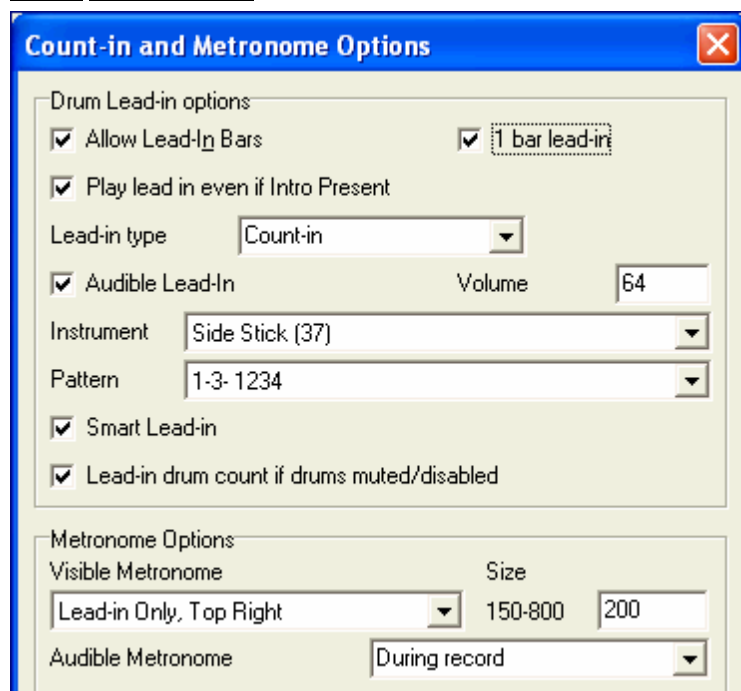 Count-in and Metronome Options
Drum Lead-in options
Allow Lead-In Bars 1 bar lead-in
Play lead in even if Intro Present
Lead-in type Count-in
Audible Lead-In Volume 64
Instrument Side Stick (37)
Pattern 1-3- 1234
Smart Lead-in
Lead-in drum count if drums muted/disabled
Metronome Options
Visible Metronome Size
Lead-in Only, Top Right 150-800 200
Audible Metronome During record